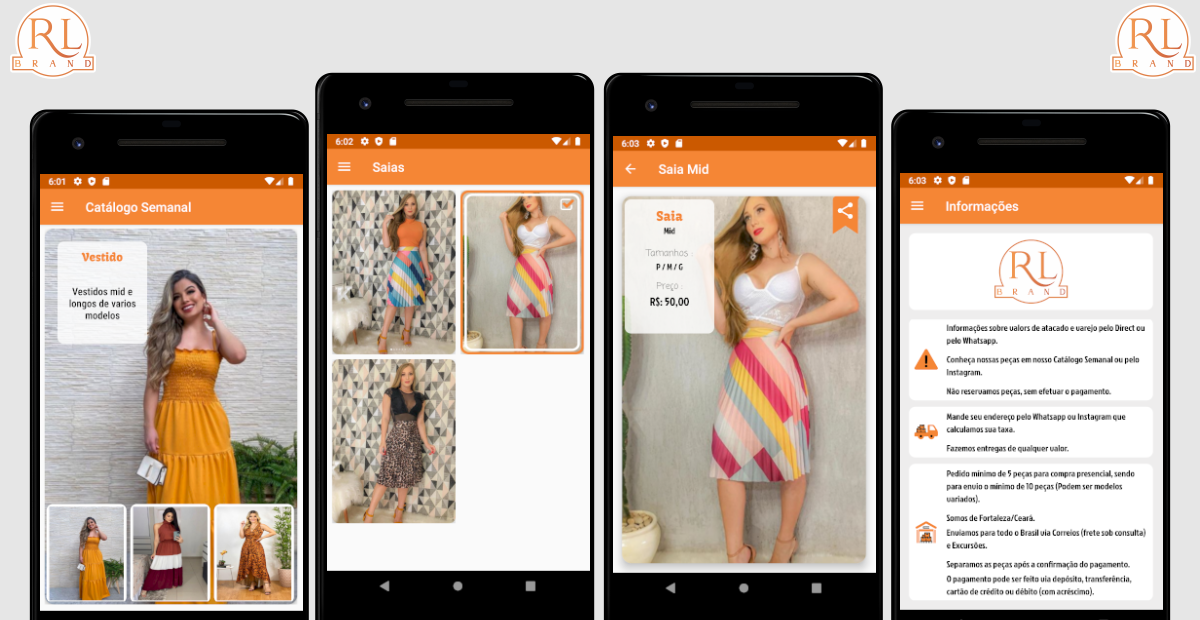 RL
BRAND
RL
BRAND
6:01
Catálogo Semanal
Vestido
Vestidos mid e
longos de varios
modelos
6:02
Saias
6:03
Saia Mid
Saia
Mid
Tamanhos :
P / M / G
Preço :
R$: 50,00
6:03
Informações
RL
BRAND
Informações sobre valors de atacado e varejo pelo Direct ou
pelo Whatsapp.
Conheça nossas peças em nosso Catálogo Semanal ou pelo
Instagram.
Não reservamos peças, sem efetuar o pagamento.
Mande seu endereço pelo Whatsapp ou Instagram que
calculamos sua taxa.
Fazemos entregas de qualquer valor.
Pedido minimo de 5 peças para compra presencial, sendo
para envio o minimo de 10 peças (Podem ser modelos
variados).
Somos de Fortaleza/Ceará.
Enviamos para todo o Brasil via Correios (frete sob consulta)
e Excursões.
Separamos as peças após a confirmação do pagamento.
O pagamento pode ser feito via depósito, transferência,
cartão de crédito ou débito (com acréscimo).